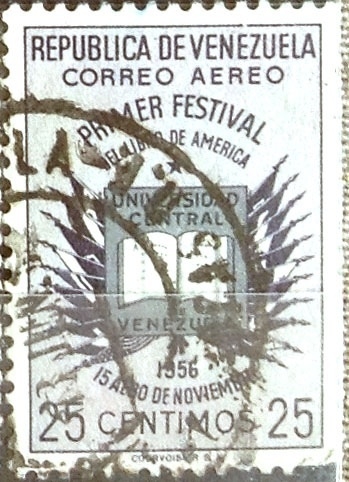 REPUBLICA DE VENEZUELA
CORREO AEREO
PRIMER FESTIVAL
DEL LIBRO DE AMERICA
UNIVERSIDAD
CENTRAL
VENEZUELA
1956
15 AL 30 DE NOVIEMBRE
25 CENTIMOS 25